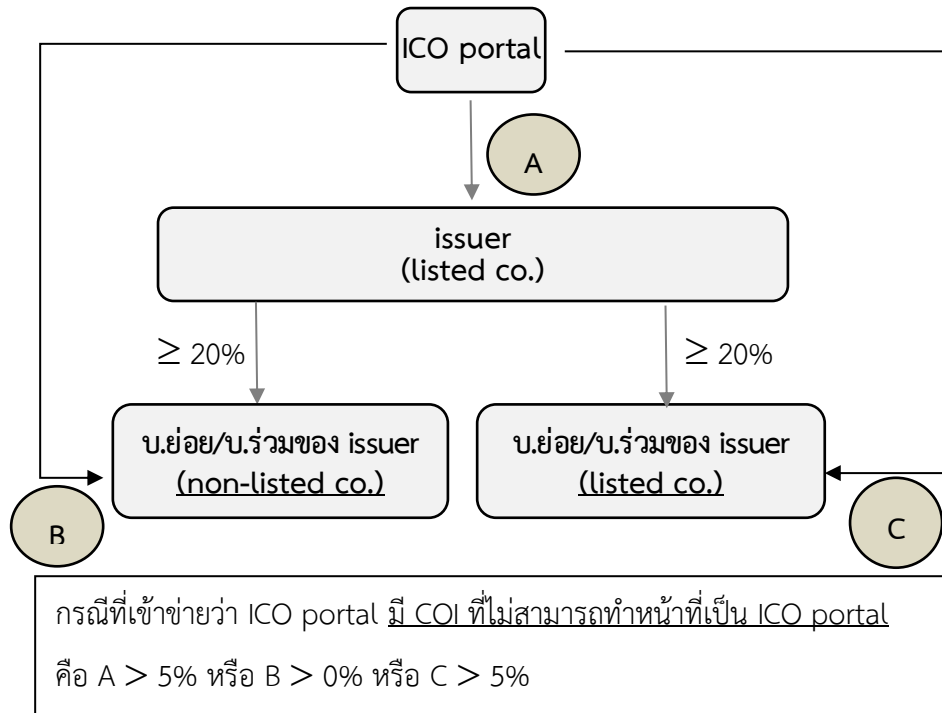 ICO portal
A
issuer
(listed co.)
≥ 20%
≥ 20%
บ.ย่อย/บ.ร่วมของ issuer
(non-listed co.)
บ.ย่อย/บ.ร่วมของ issuer
(listed co.)
B
C
กรณีที่เข้าข่ายว่า ICO portal มี COI ที่ไม่สามารถทำหน้าที่เป็น ICO portal
คือ A > 5% หรือ B > 0% หรือ C > 5%